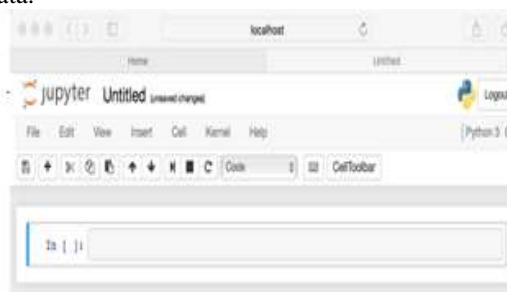 ata.
localhost
Home Untitled
jupyter Untitled (unsaved changes) Logout
File Edit View Insert Cell Kernel Help Python 3
Code CellToolbar
In [ ]: